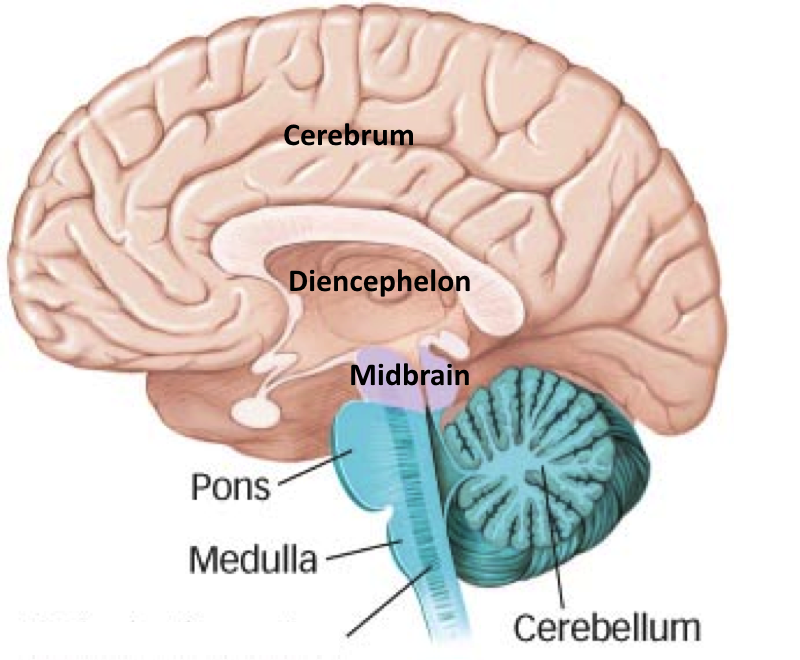 Cerebrum
Diencephelon
Midbrain
Pons
Medulla
Cerebellum